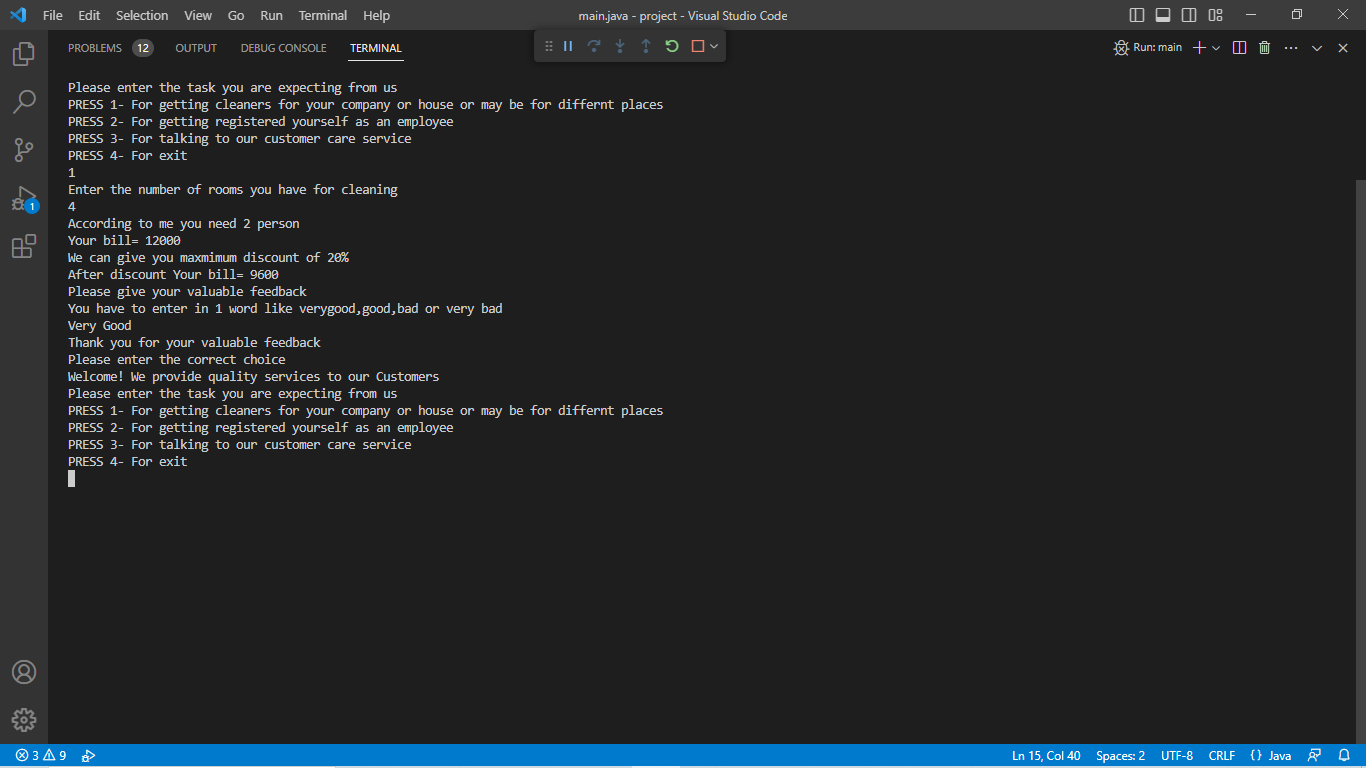 File Edit Selection View Go Run Terminal Help main.java - project - Visual Studio Code
PROBLEMS 12 OUTPUT DEBUG CONSOLE TERMINAL Run: main
Please enter the task you are expecting from us
PRESS 1- For getting cleaners for your company or house or may be for differnt places
PRESS 2- For getting registered yourself as an employee
PRESS 3- For talking to our customer care service
PRESS 4- For exit
1
Enter the number of rooms you have for cleaning
4
According to me you need 2 person
Your bill= 12000
We can give you maxmimum discount of 20%
After discount Your bill= 9600
Please give your valuable feedback
You have to enter in 1 word like verygood,good,bad or very bad
Very Good
Thank you for your valuable feedback
Please enter the correct choice
Welcome! We provide quality services to our Customers
Please enter the task you are expecting from us
PRESS 1- For getting cleaners for your company or house or may be for differnt places
PRESS 2- For getting registered yourself as an employee
PRESS 3- For talking to our customer care service
PRESS 4- For exit
1
3 9 Ln 15, Col 40 Spaces: 2 UTF-8 CRLF {} Java